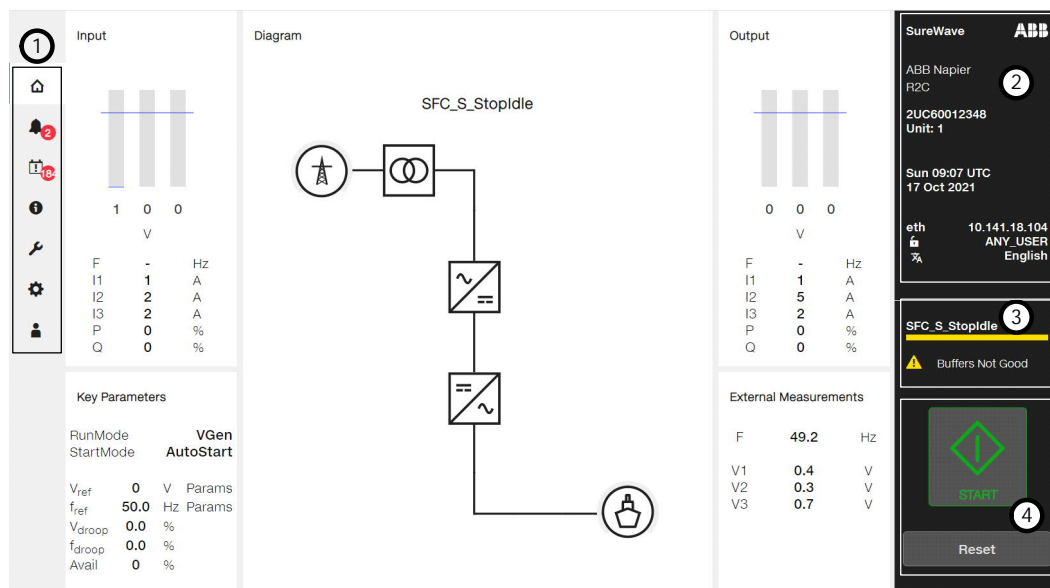 1
2
184
Input
1 0 0
V
F - Hz
I1 1 A
I2 2 A
I3 2 A
P 0 %
Q 0 %
Key Parameters
RunMode VGen
StartMode AutoStart
Vref 0 V Params
fref 50.0 Hz Params
Vdroop 0.0 %
fdroop 0.0 %
Avail 0 %
Diagram
SFC_S_StopIdle
Output
0 0 0
V
F - Hz
I1 1 A
I2 5 A
I3 2 A
P 0 %
Q 0 %
External Measurements
F 49.2 Hz
V1 0.4 V
V2 0.3 V
V3 0.7 V
SureWave ABB
ABB Napier
R2C
2
2UC60012348
Unit: 1
Sun 09:07 UTC
17 Oct 2021
eth 10.141.18.104
ANY_USER
English
SFC_S_StopIdle
3
Buffers Not Good
START
4
Reset